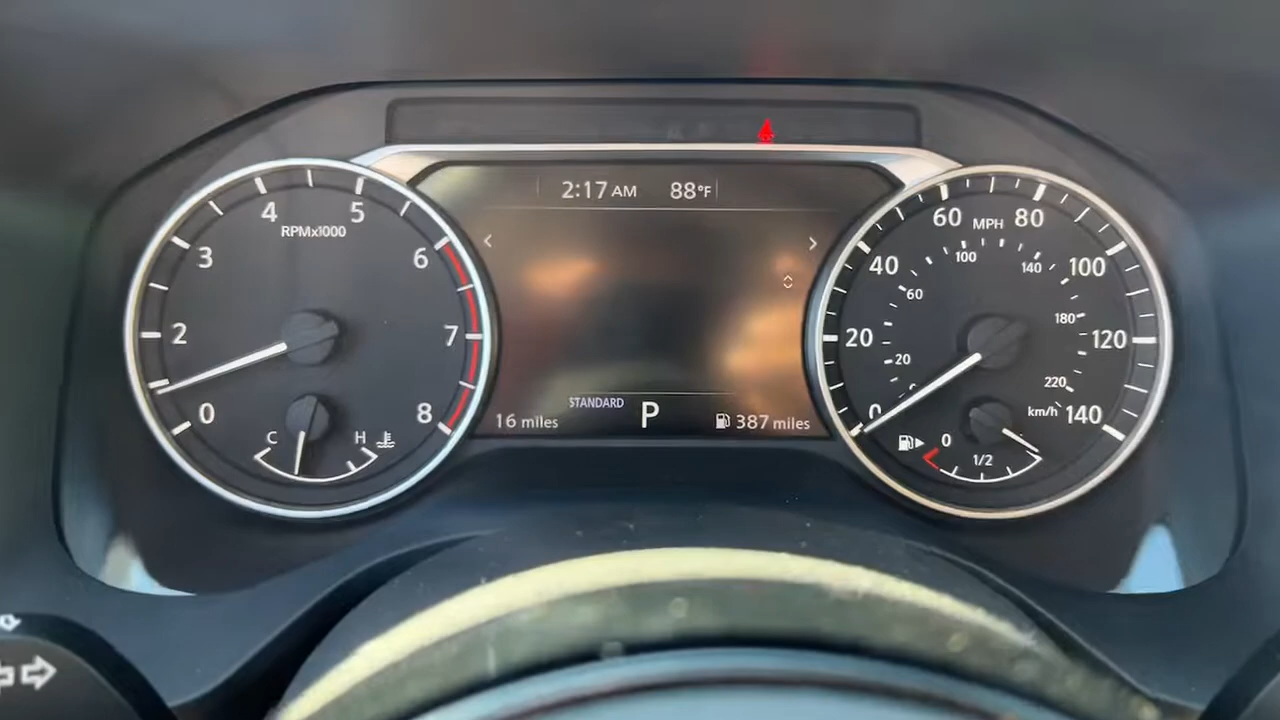 2:17 AM 88°F
4 5
RPMx1000
3 6
2 7
0 8
C H
60 MPH 80
100 140
40 100
60
180
20 120
20
220
0 km/h 140
0
1/2
STANDARD
16 miles P 387 miles